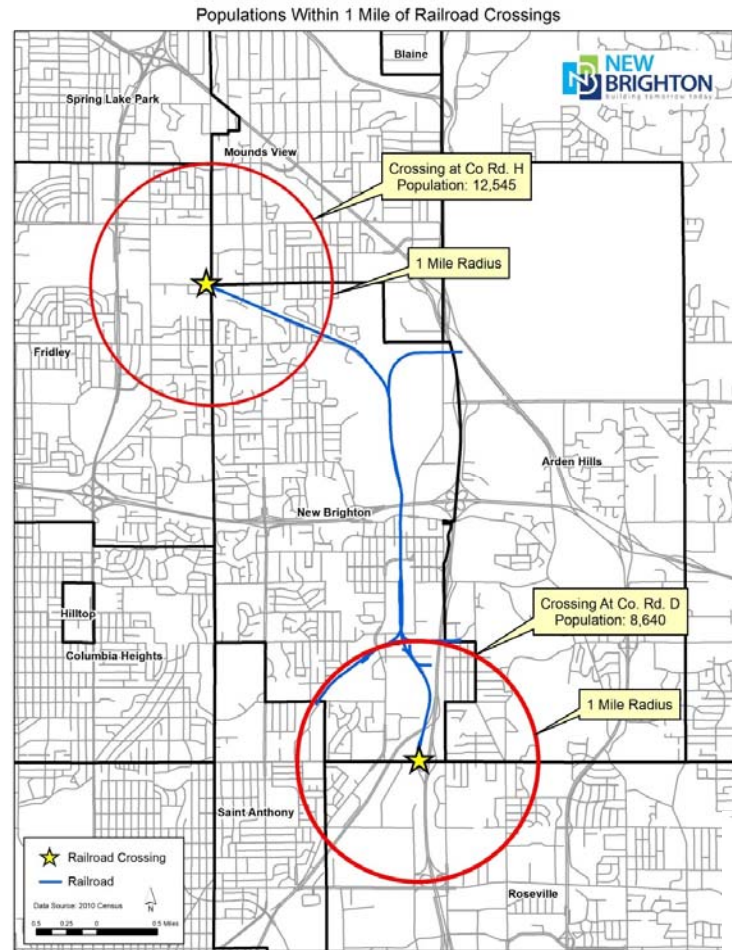 Populations Within 1 Mile of Railroad Crossings
Blaine
NEW
BRIGHTON
building tomorrow today
Spring Lake Park
Mounds View
Crossing at Co Rd. H
Population: 12,545
1 Mile Radius
Fridley
Arden Hills
New Brighton
Crossing At Co. Rd. D
Population: 8,640
Hilltop
Columbia Heights
1 Mile Radius
Saint Anthony
Railroad Crossing
Railroad
Roseville
Data Source: 2010 Census
N
0.5 0.25 0 0.5 Miles